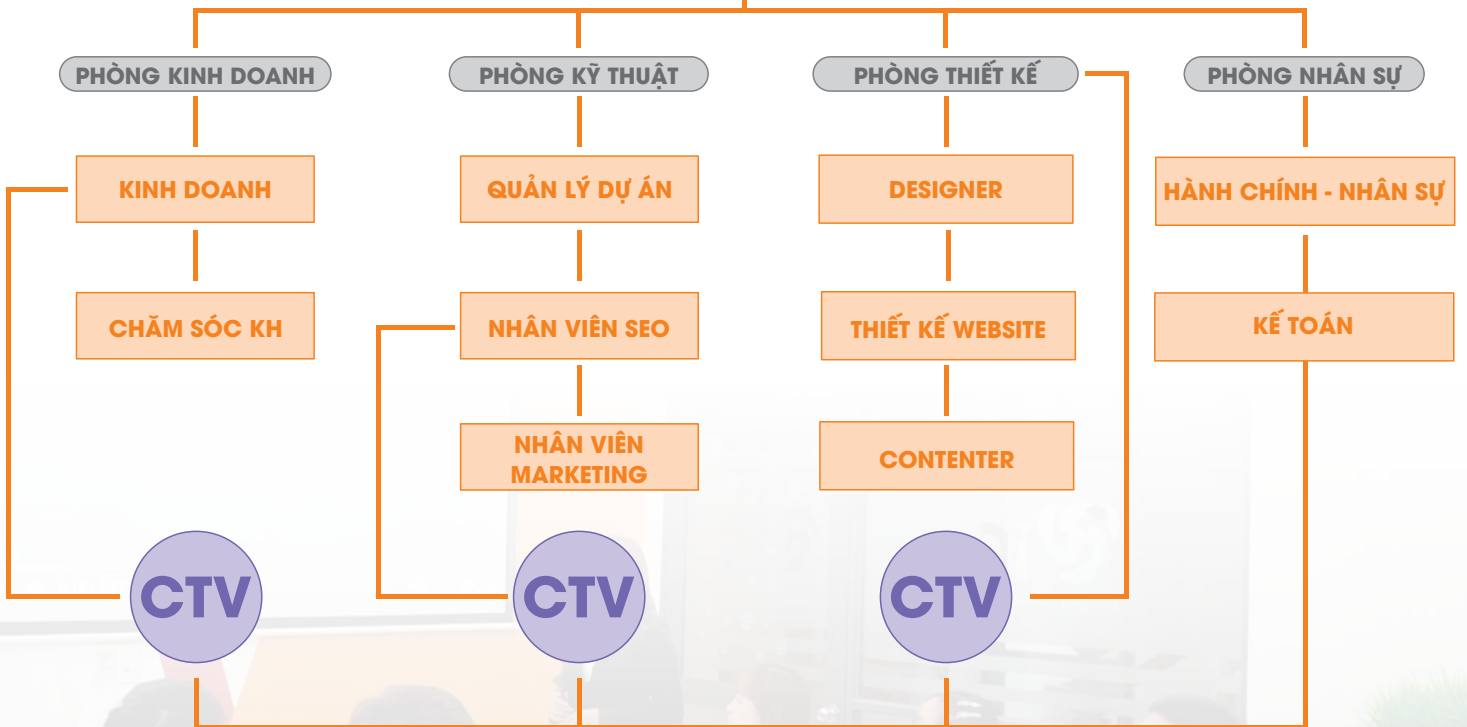 PHÒNG KINH DOANH
PHÒNG KỸ THUẬT
PHÒNG THIẾT KẾ
PHÒNG NHÂN SỰ
KINH DOANH
QUẢN LÝ DỰ ÁN
DESIGNER
HÀNH CHÍNH - NHÂN SỰ
CHĂM SÓC KH
NHÂN VIÊN SEO
THIẾT KẾ WEBSITE
KẾ TOÁN
NHÂN VIÊN
MARKETING
CONTENTER
CTV
CTV
CTV